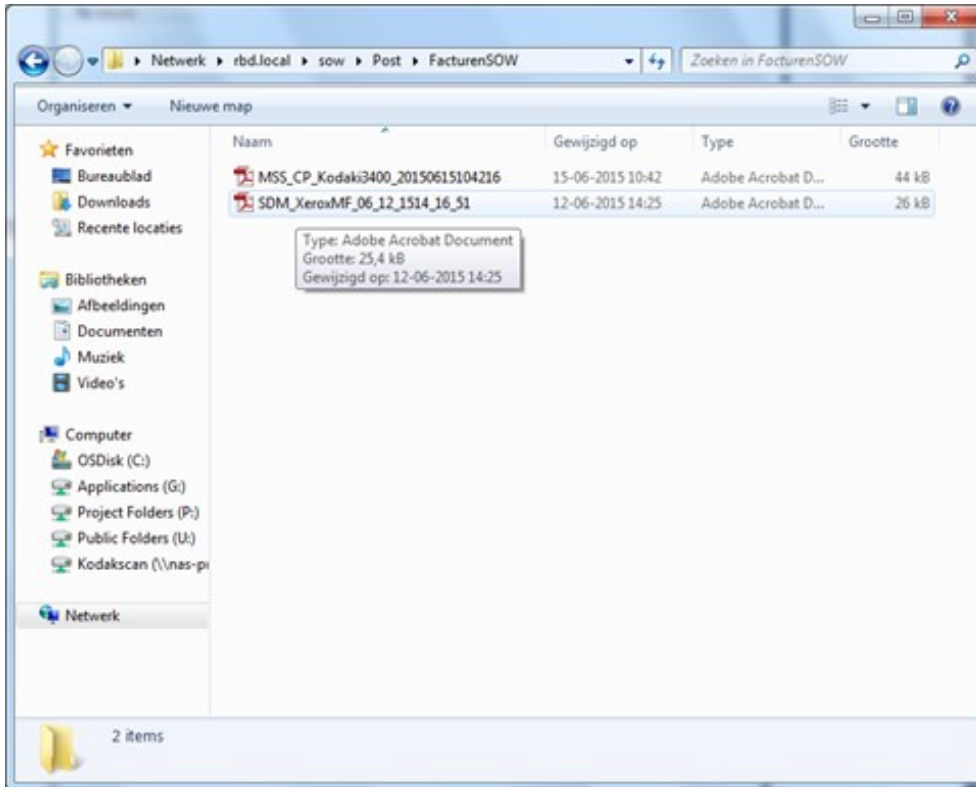 Netwerk ▸ rbd.local ▸ sow ▸ Post ▸ FacturenSOW
Zoeken in FacturenSOW
Organiseren
Nieuwe map
Naam Gewijzigd op Type Grootte
MSS_CP_Kodaki3400_20150615104216 15-06-2015 10:42 Adobe Acrobat D... 44 kB
SDM_XeroxMF_06_12_1514_16_51 12-06-2015 14:25 Adobe Acrobat D... 26 kB
Type: Adobe Acrobat Document
Grootte: 25,4 kB
Gewijzigd op: 12-06-2015 14:25
Favorieten
Bureaublad
Downloads
Recente locaties
Bibliotheken
Afbeeldingen
Documenten
Muziek
Video's
Computer
OSDisk (C:)
Applications (G:)
Project Folders (P:)
Public Folders (U:)
Kodakscan (\\nas-pr
Netwerk
2 items